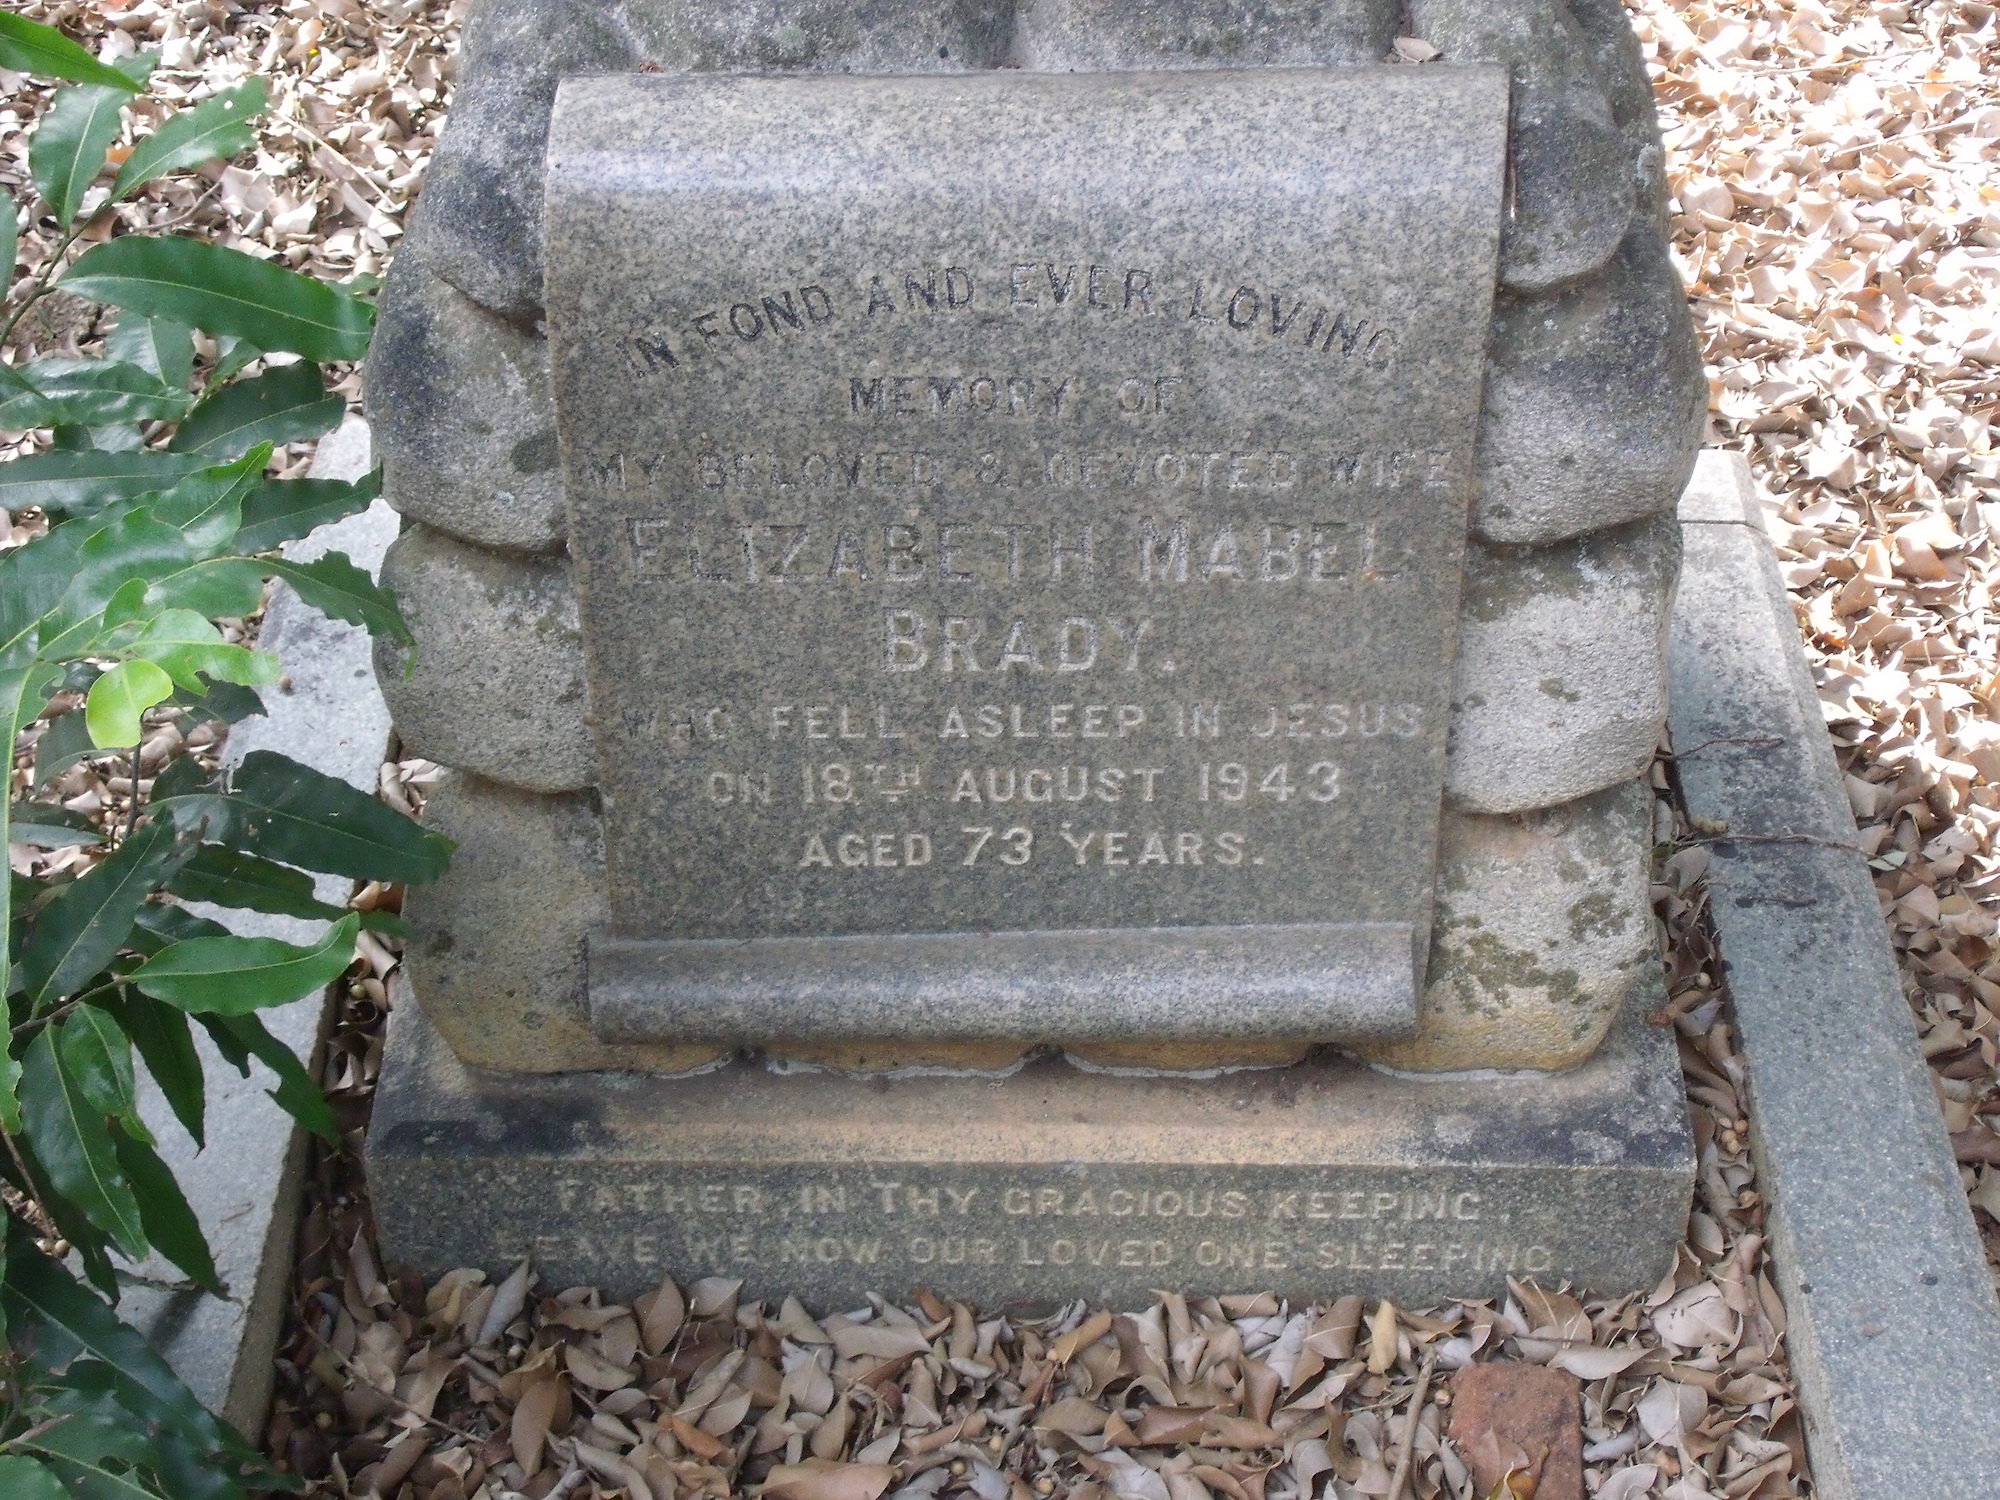 IN FOND AND EVER LOVING
MEMORY OF
MY BELOVED & DEVOTED WIFE
ELIZABETH MABEL
BRADY.
WHO FELL ASLEEP IN JESUS
ON 18TH AUGUST 1943
AGED 73 YEARS.
FATHER, IN THY GRACIOUS KEEPING,
LEAVE WE NOW OUR LOVED ONE SLEEPING.